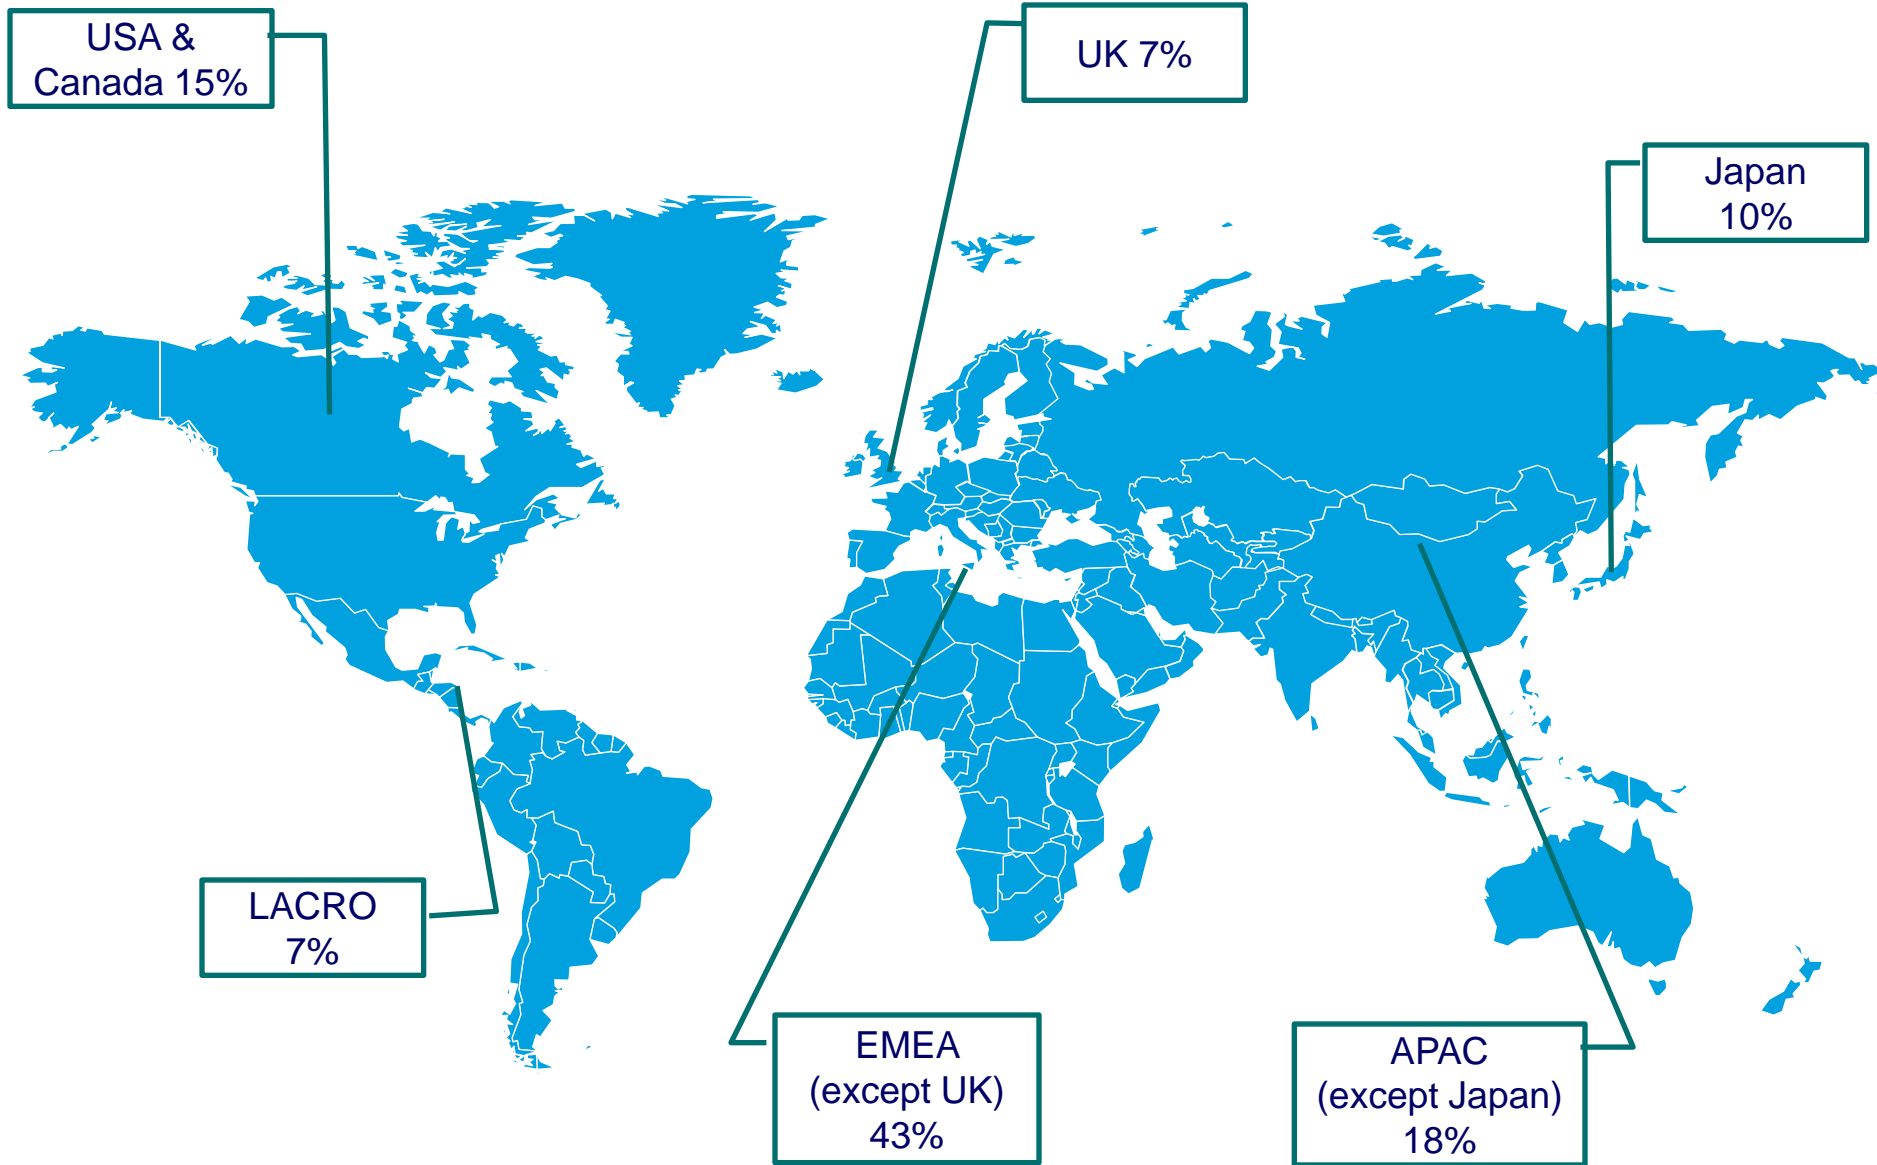 USA &
Canada 15%
UK 7%
Japan
10%
LACRO
7%
EMEA
(except UK)
43%
APAC
(except Japan)
18%